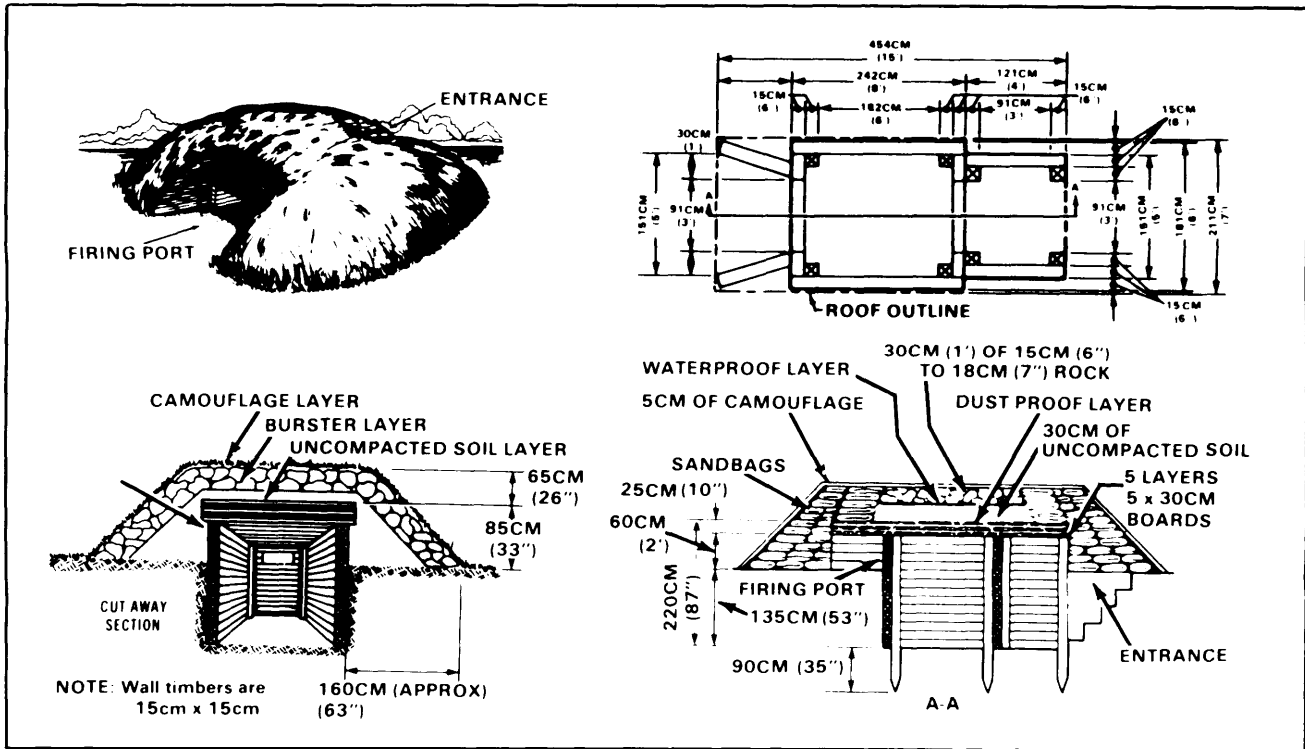 ENTRANCE
FIRING PORT
454CM
(15')
242CM
(8')
121CM
(4')
15CM
(6')
182CM
(6')
91CM
(3')
15CM
(6')
15CM
(6')
30CM
(1')
151CM
(5')
91CM
(3')
A
A
91CM
(3')
151CM
(5')
181CM
(6')
211CM
(7')
15CM
(6')
ROOF OUTLINE
CAMOUFLAGE LAYER
BURSTER LAYER
UNCOMPACTED SOIL LAYER
65CM
(26")
85CM
(33")
CUT AWAY
SECTION
NOTE: Wall timbers are
15cm x 15cm
160CM (APPROX)
(63")
30CM (1') OF 15CM (6")
TO 18CM (7") ROCK
WATERPROOF LAYER
5CM OF CAMOUFLAGE
DUST PROOF LAYER
30CM OF
UNCOMPACTED SOIL
SANDBAGS
25CM (10")
60CM
(2')
5 LAYERS
5 x 30CM
BOARDS
FIRING PORT
220CM
(87")
135CM (53")
90CM (35")
ENTRANCE
A-A